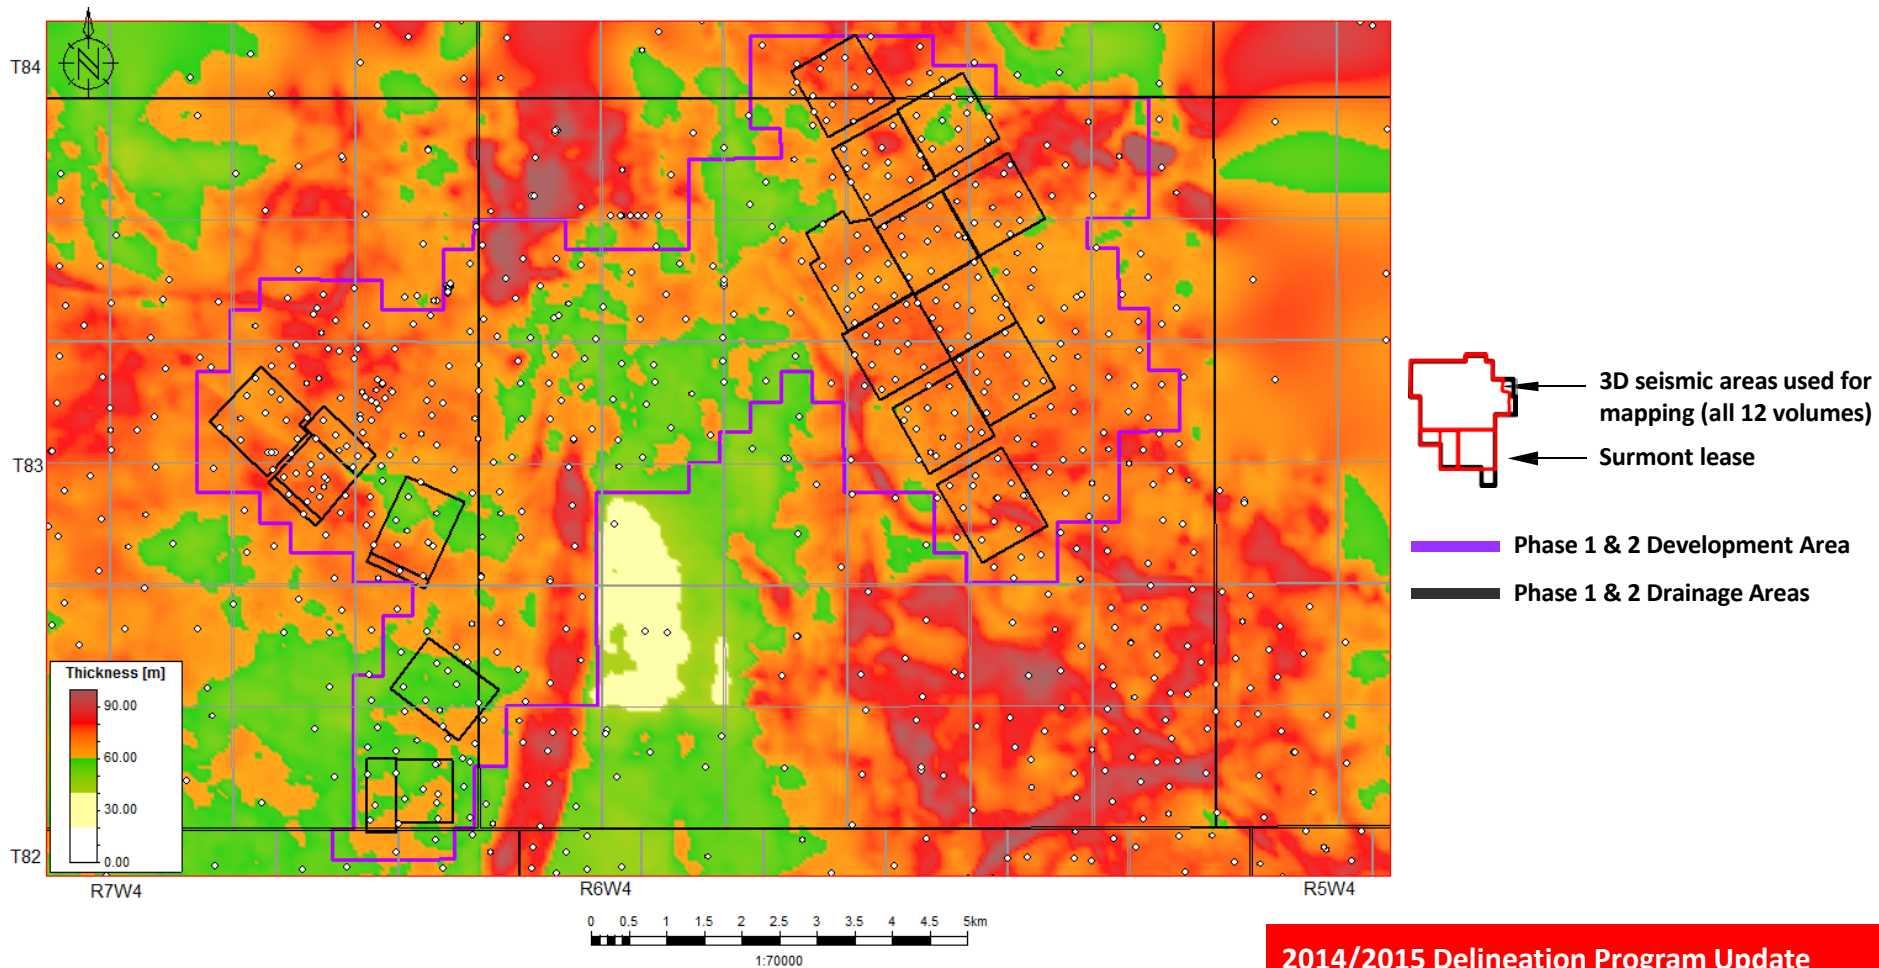 T84
T83
T82
N
Thickness [m]
90.00
60.00
30.00
0.00
R7W4
R6W4
R5W4
0 0.5 1 1.5 2 2.5 3 3.5 4 4.5 5km
1:70000
3D seismic areas used for
mapping (all 12 volumes)
Surmont lease
Phase 1 & 2 Development Area
Phase 1 & 2 Drainage Areas
2014/2015 Delineation Program Update